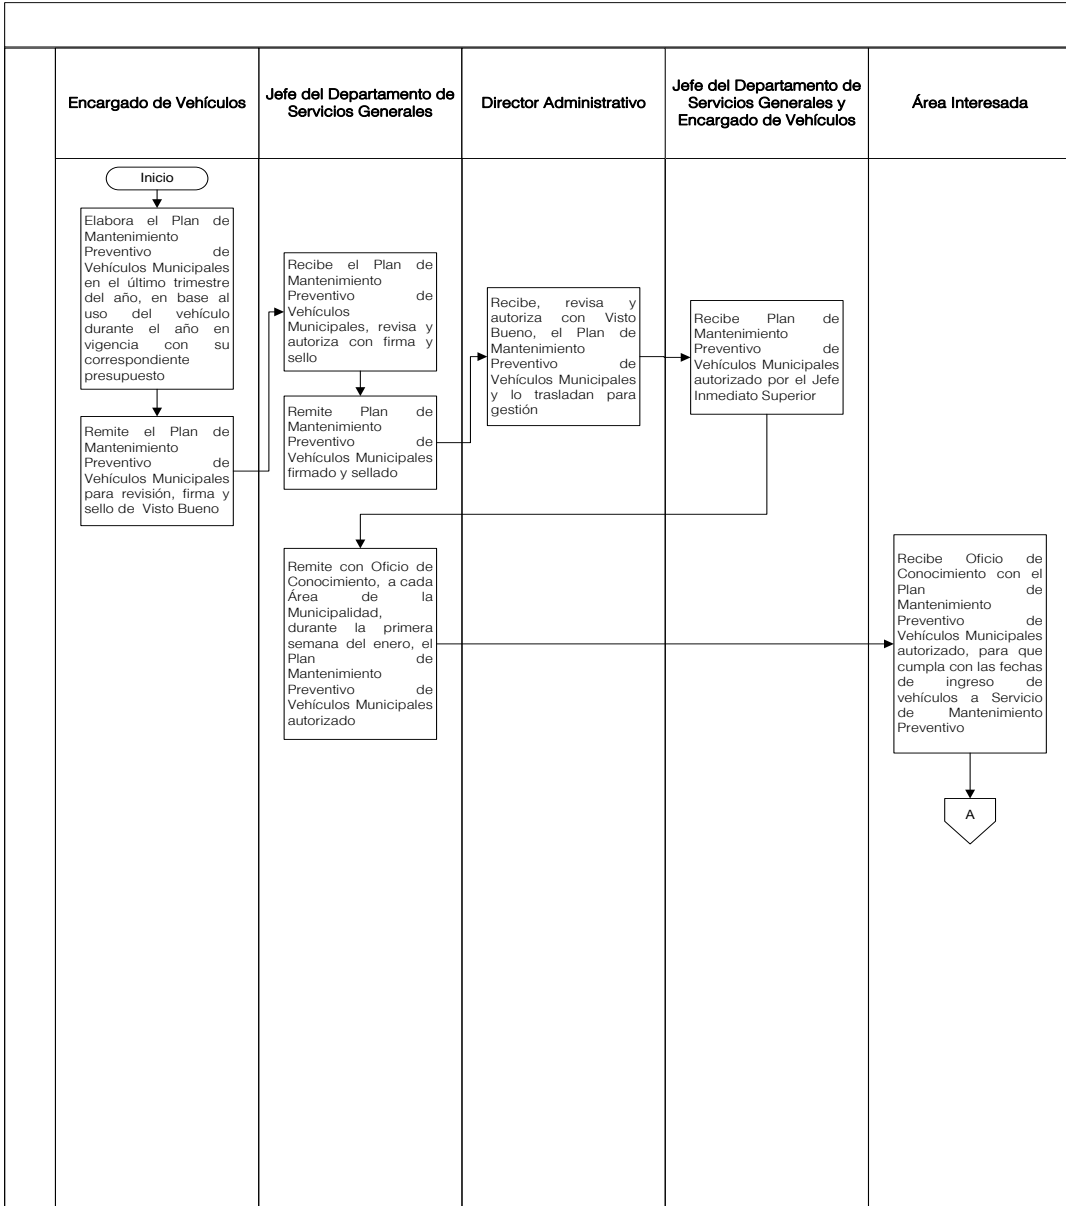 Encargado de Vehículos
Jefe del Departamento de
Servicios Generales
Director Administrativo
Jefe del Departamento de
Servicios Generales y
Encargado de Vehículos
Área Interesada
Inicio
Elabora el Plan de
Mantenimiento
Preventivo de
Vehículos Municipales
en el último trimestre
del año, en base al
uso del vehículo
durante el año en
vigencia con su
correspondiente
presupuesto
Remite el Plan de
Mantenimiento
Preventivo de
Vehículos Municipales
para revisión, firma y
sello de Visto Bueno
Recibe el Plan de
Mantenimiento
Preventivo de
Vehículos
Municipales, revisa y
autoriza con firma y
sello
Remite Plan de
Mantenimiento
Preventivo de
Vehículos Municipales
firmado y sellado
Recibe, revisa y
autoriza con Visto
Bueno, el Plan de
Mantenimiento
Preventivo de
Vehículos Municipales
y lo trasladan para
gestión
Recibe Plan de
Mantenimiento
Preventivo de
Vehículos Municipales
autorizado por el Jefe
Inmediato Superior
Remite con Oficio de
Conocimiento, a cada
Área de la
Municipalidad,
durante la primera
semana del enero, el
Plan de
Mantenimiento
Preventivo de
Vehículos Municipales
autorizado
Recibe Oficio de
Conocimiento con el
Plan de
Mantenimiento
Preventivo de
Vehículos Municipales
autorizado, para que
cumpla con las fechas
de ingreso de
vehículos a Servicio
de Mantenimiento
Preventivo
A